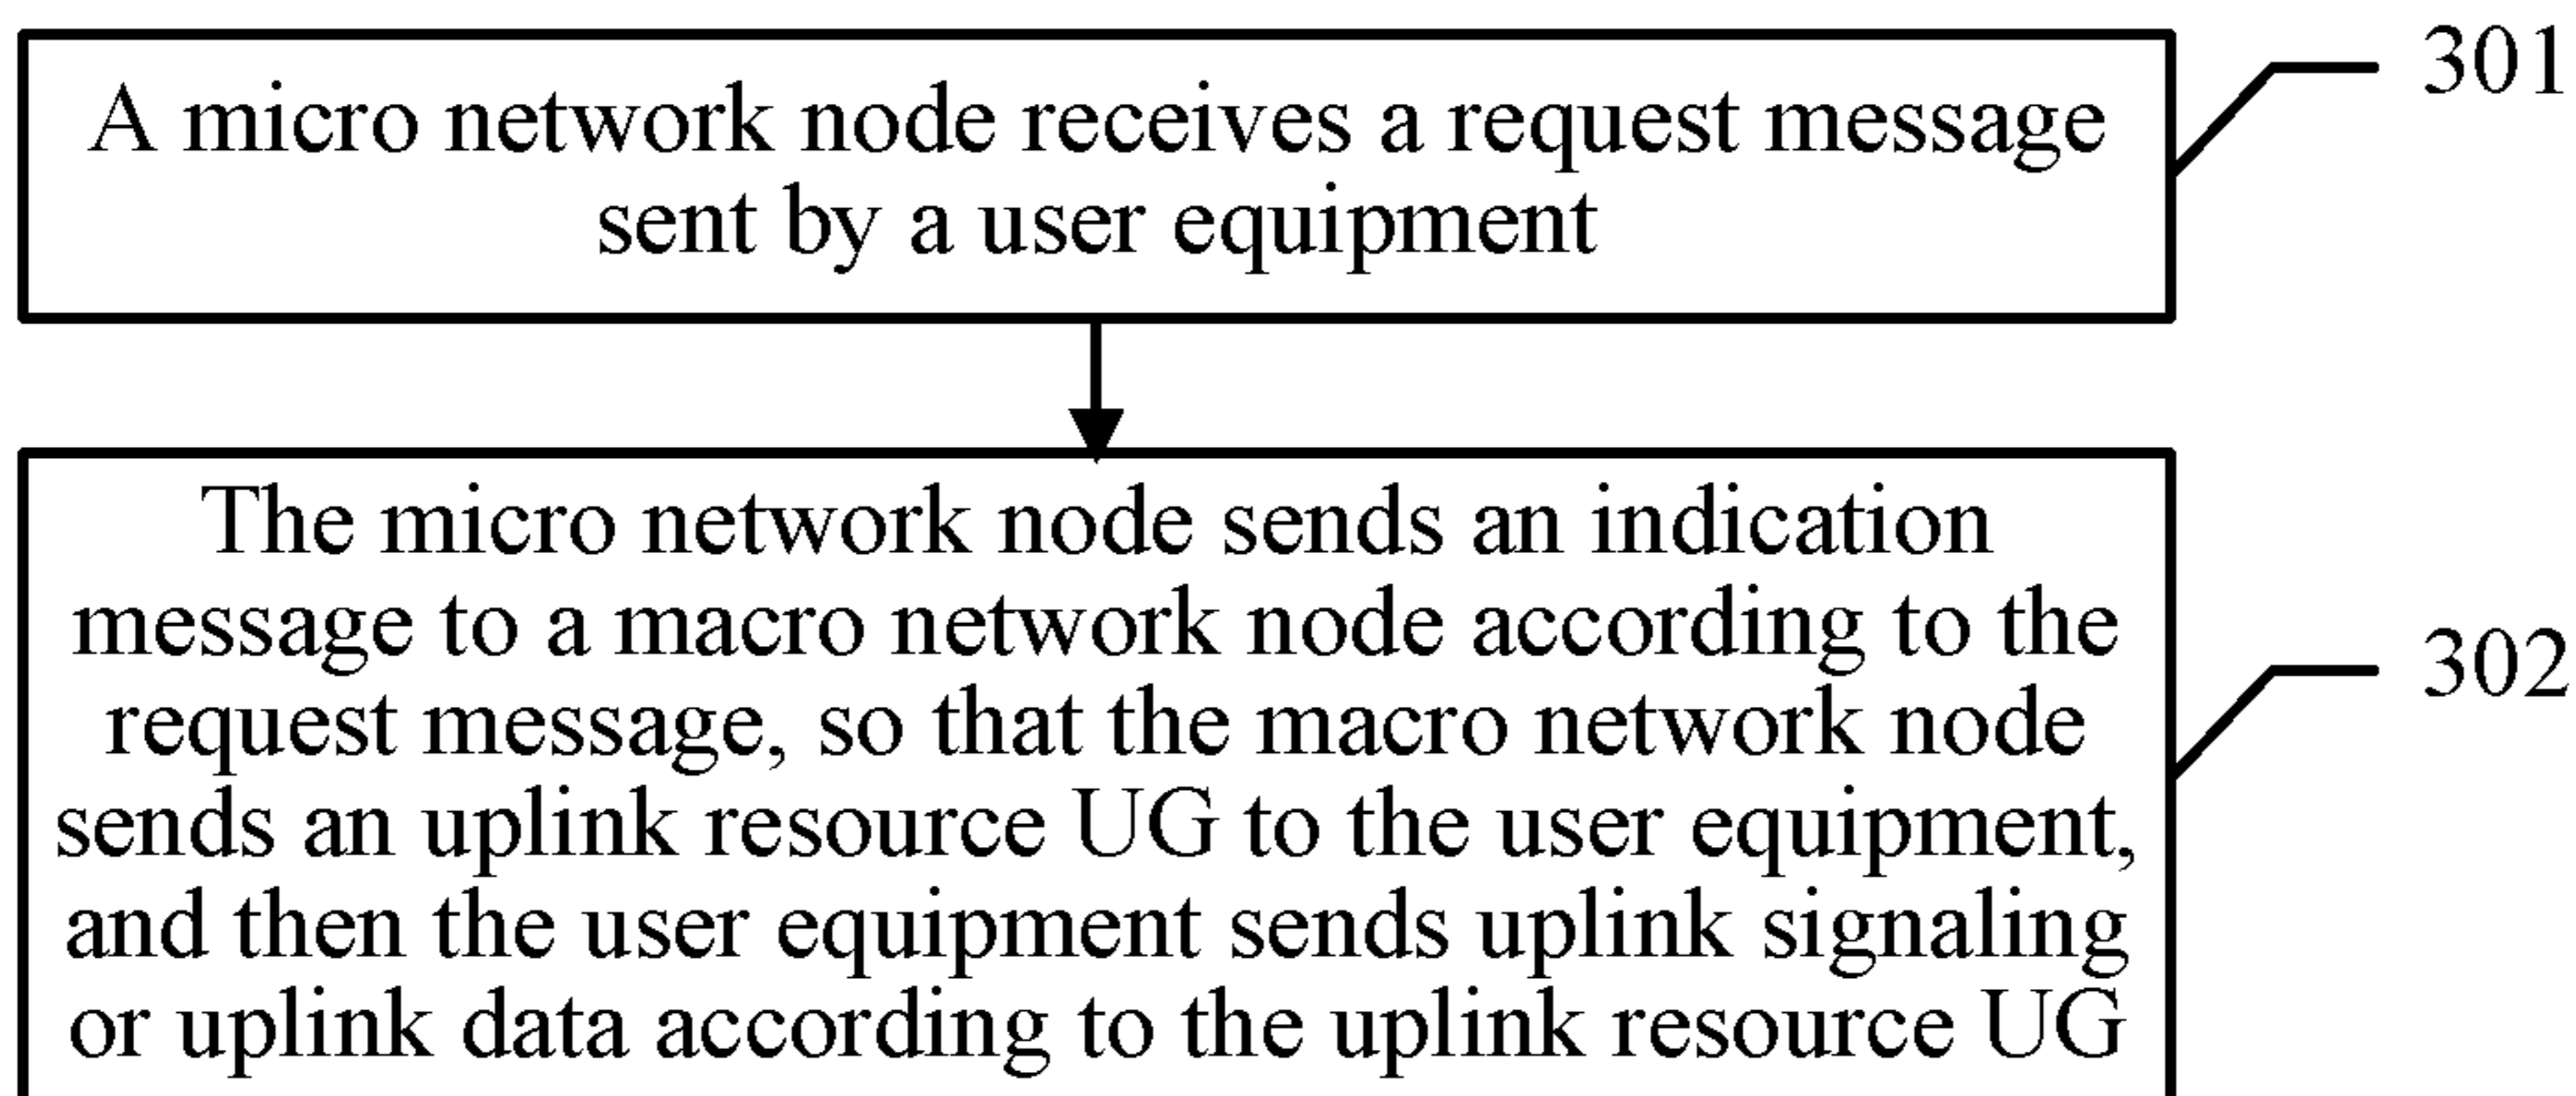 A micro network node receives a request message
sent by a user equipment
301
The micro network node sends an indication
message to a macro network node according to the
request message, so that the macro network node
sends an uplink resource UG to the user equipment,
and then the user equipment sends uplink signaling
or uplink data according to the uplink resource UG
302